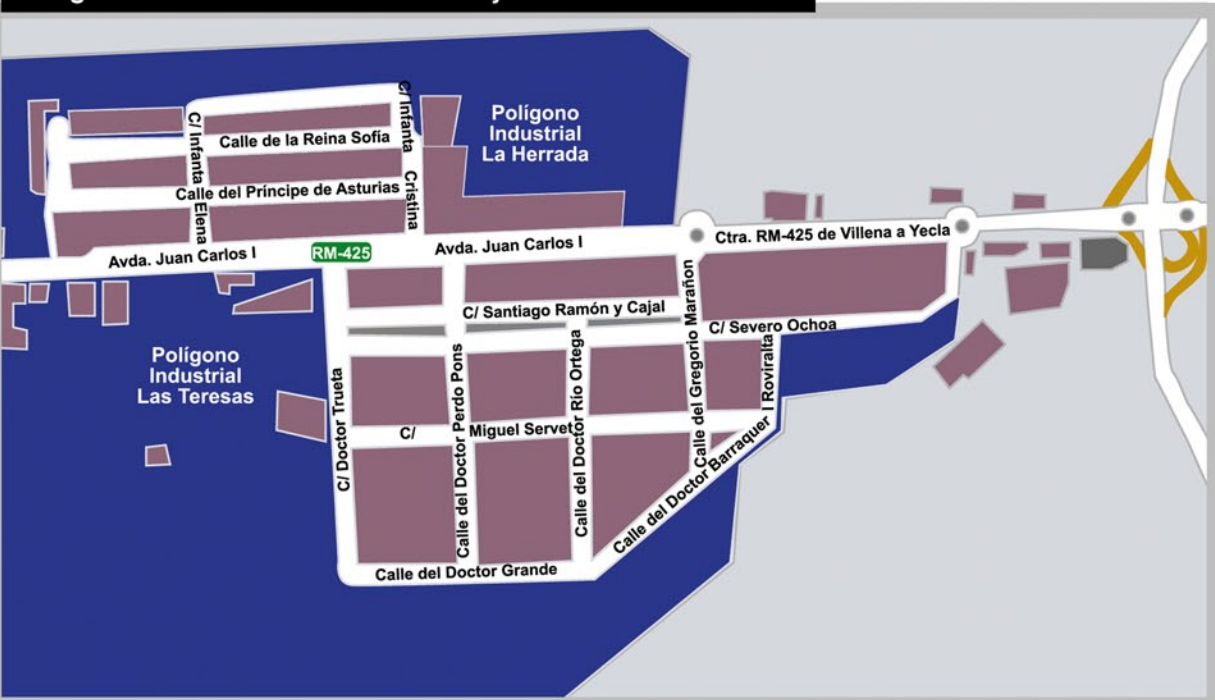 C/ Infanta
Cristina
Polígono
Industrial
La Herrada
C/ Infanta
Elena
Calle de la Reina Sofía
Calle del Príncipe de Asturias
Avda. Juan Carlos I
RM-425
Avda. Juan Carlos I
Ctra. RM-425 de Villena a Yecla
C/ Santiago Ramón y Cajal
C/ Severo Ochoa
Polígono
Industrial
Las Teresas
C/ Doctor Trueta
Calle del Doctor Perdo Pons
Calle del Doctor Río Ortega
Calle del Gregorio Marañon
I Roviralta
C/
Miguel Servet
Calle del Doctor Barraquer
Calle del Doctor Grande